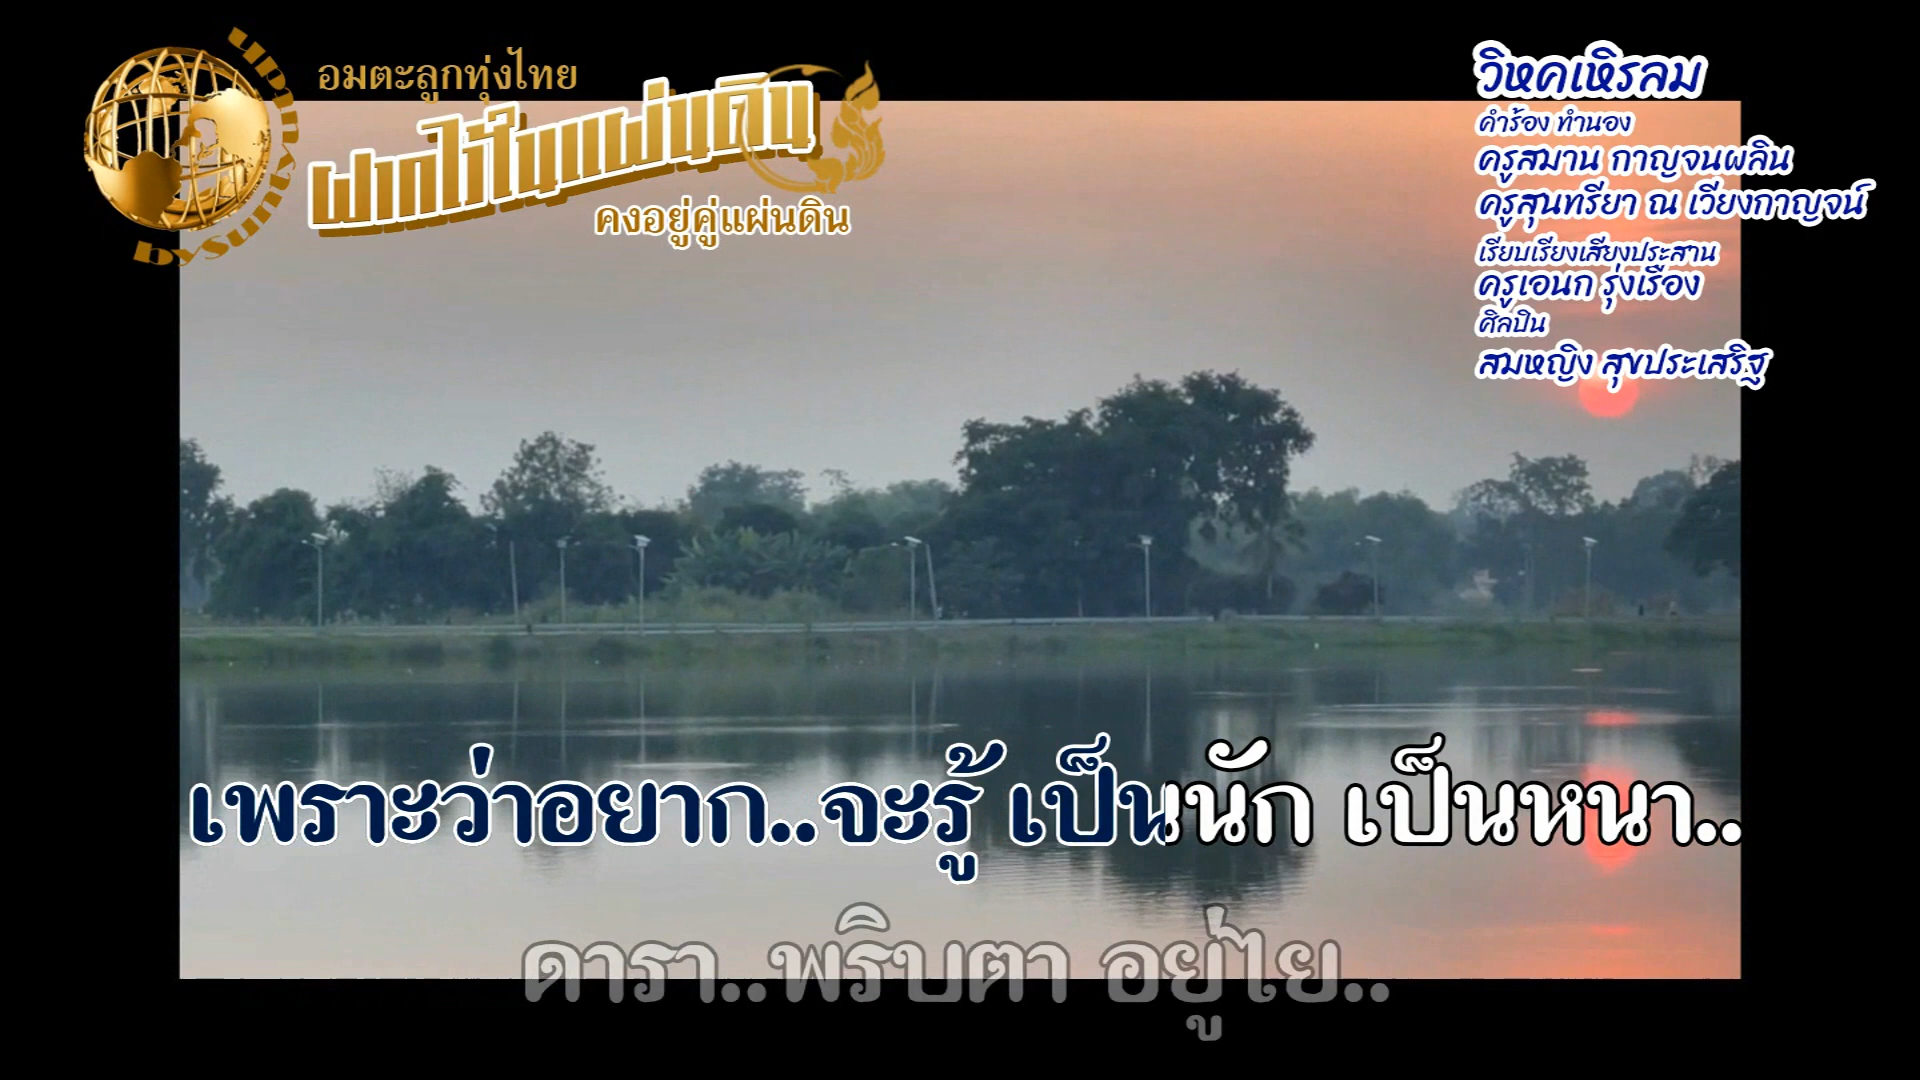 อมตะลูกทุ่งไทย
ฝากไว้ในแผ่นดิน
คงอยู่คู่แผ่นดิน
วิหคเหิรลม
คำร้อง ทำนอง
ครูสมาน กาญจนผลิน
ครูสุนทรียา ณ เวียงกาญจน์
เรียบเรียงเสียงประสาน
ครูเอนก รุ่งเรือง
ศิลปิน
สมหญิง สุขประเสริฐ
เพราะว่าอยาก..จะรู้ เป็นนัก เป็นหนา..
ดารา..พริบตา อยู่ไย..